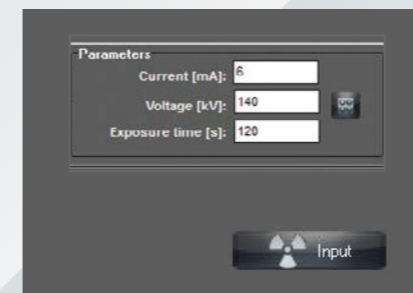 Parameters
Current [mA]: 6
Voltage [kV]: 140
Exposure time [s]: 120
Input